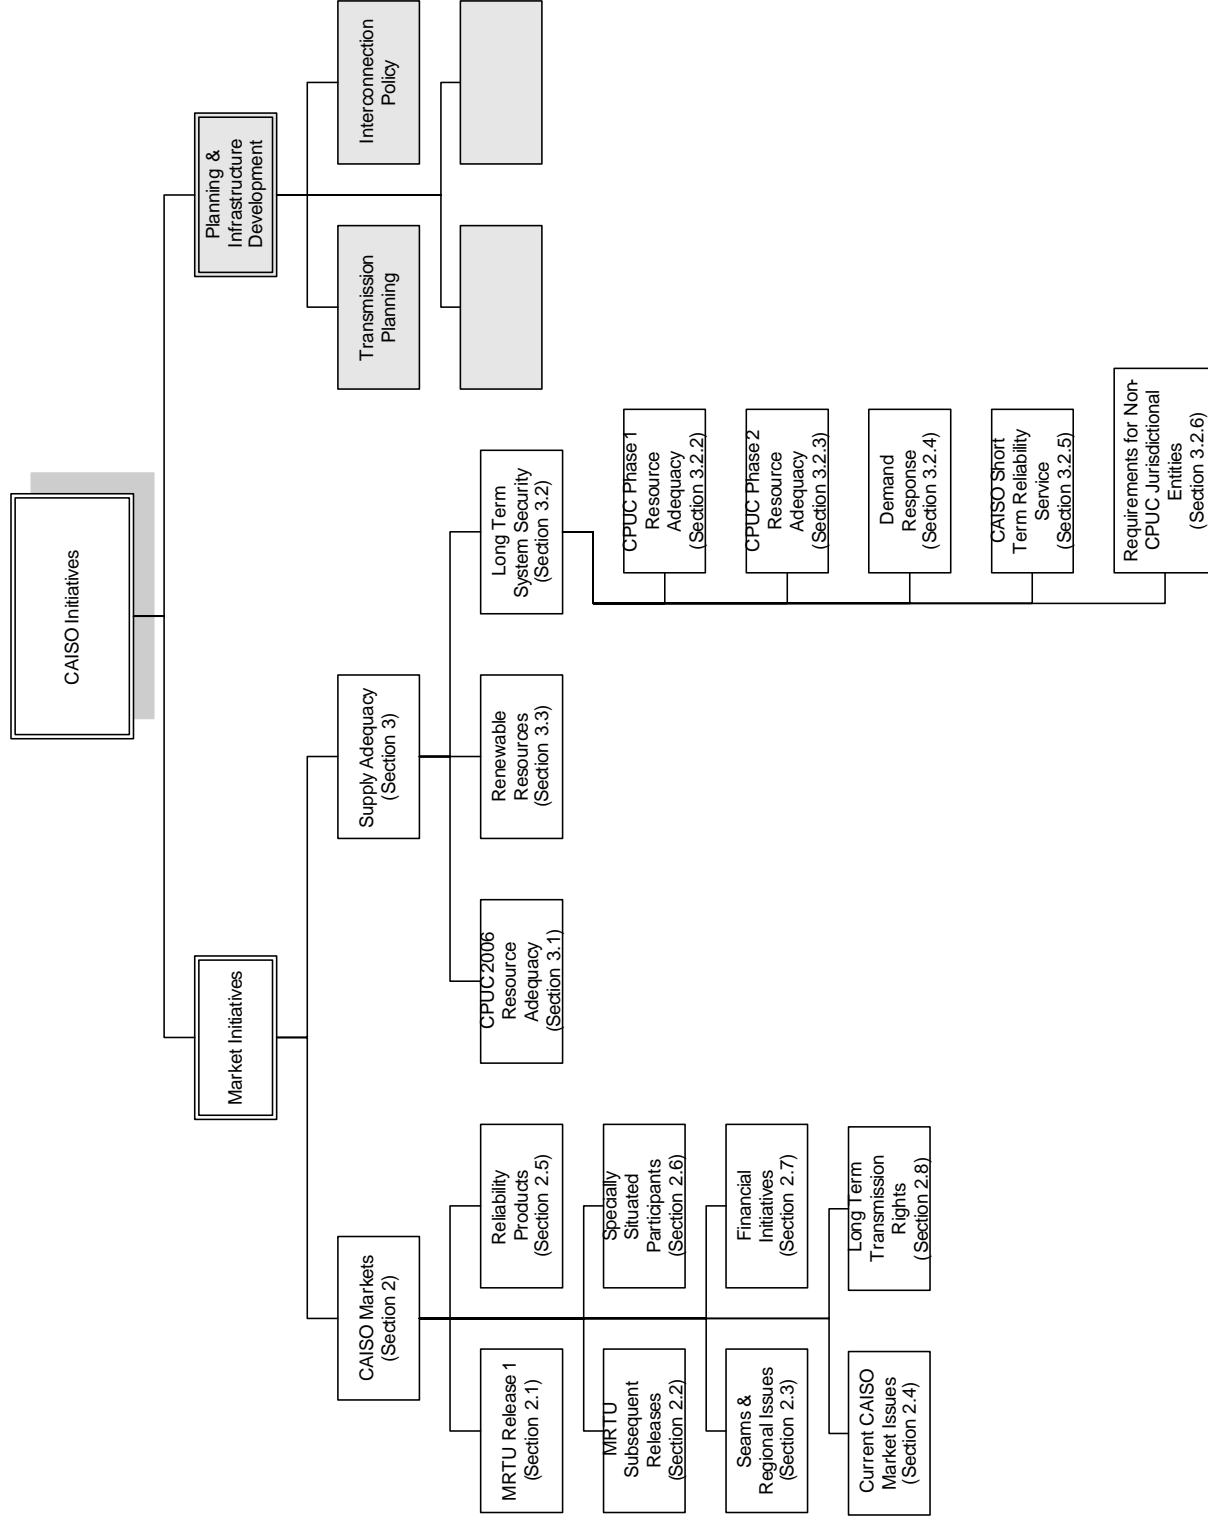 CAISO Initiatives
Market Initiatives
Planning &
Infrastructure
Development
CAISO Markets
(Section 2)
Supply Adequacy
(Section 3)
Transmission
Planning
Interconnection
Policy
MRTU Release 1
(Section 2.1)
Reliability
Products
(Section 2.5)
CPUC 2006
Resource
Adequacy
(Section 3.1)
Renewable
Resources
(Section 3.3)
Long Term
System Security
(Section 3.2)
MRTU
Subsequent
Releases
(Section 2.2)
Specially
Situated
Participants
(Section 2.6)
CPUC Phase 1
Resource
Adequacy
(Section 3.2.2)
Seams &
Regional Issues
(Section 2.3)
Financial
Initiatives
(Section 2.7)
CPUC Phase 2
Resource
Adequacy
(Section 3.2.3)
Current CAISO
Market Issues
(Section 2.4)
Long Term
Transmission
Rights
(Section 2.8)
Demand
Response
(Section 3.2.4)
CAISO Short
Term Reliability
Service
(Section 3.2.5)
Requirements for Non-
CPUC Jurisdictional
Entities
(Section 3.2.6)